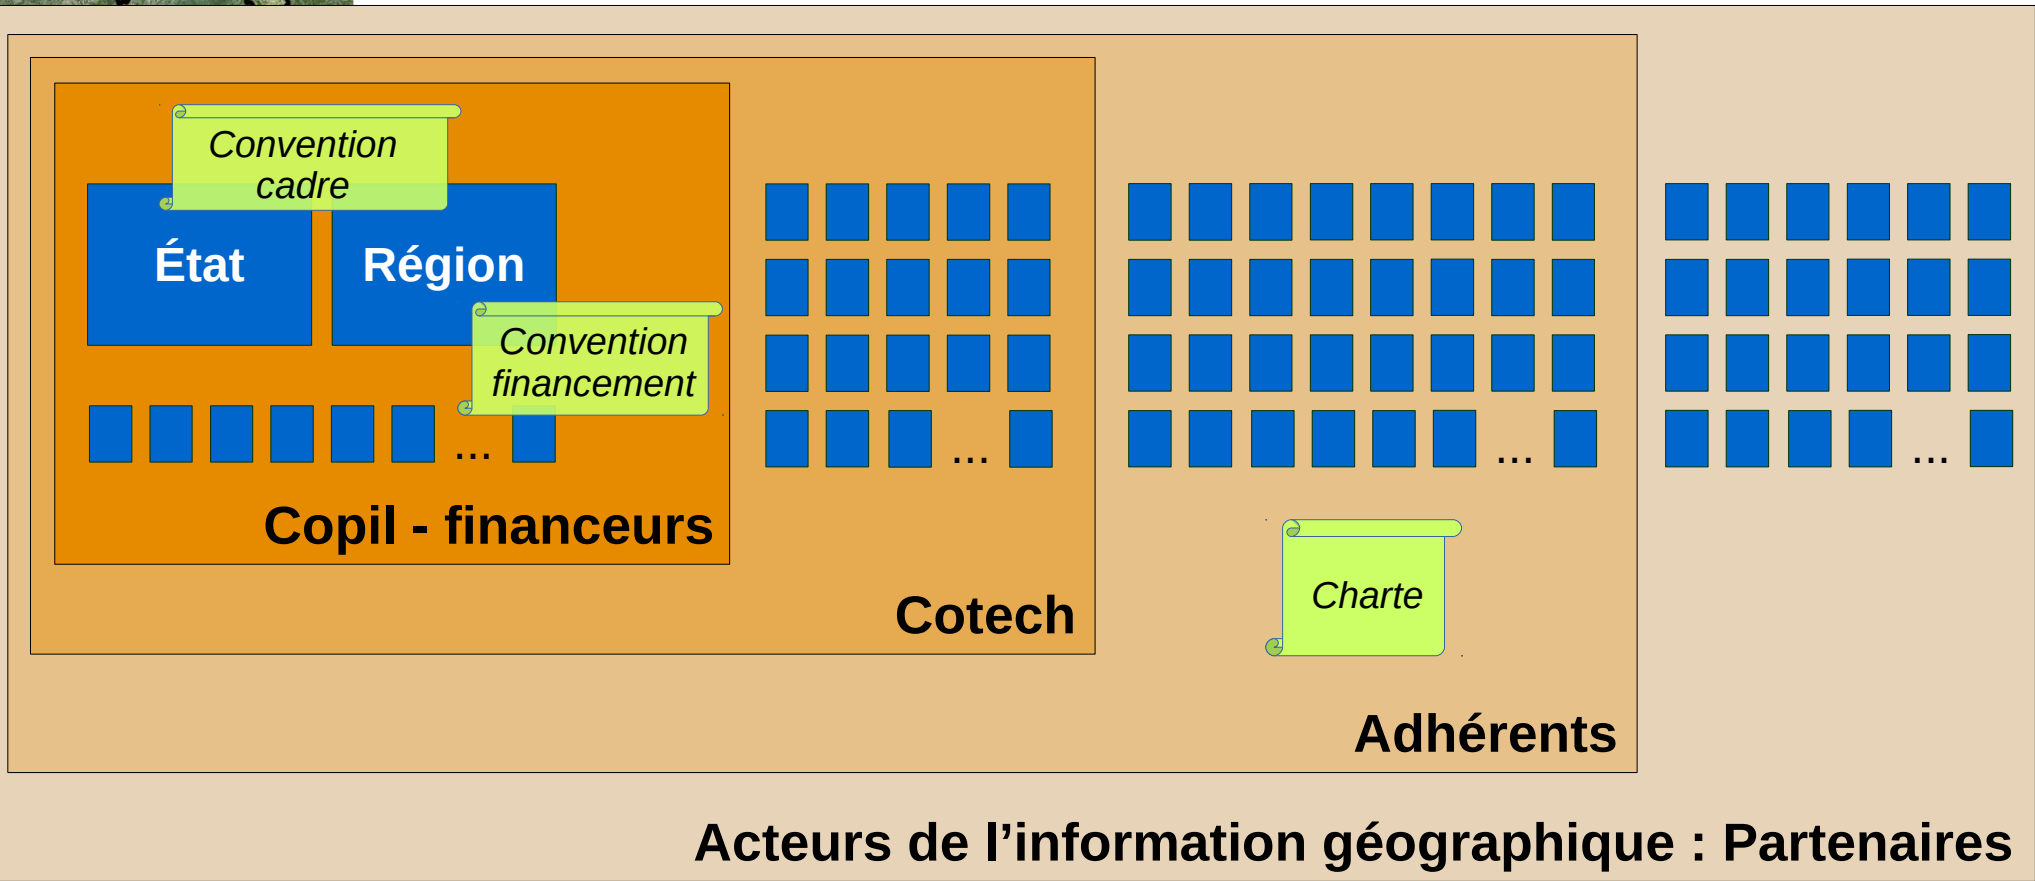 Convention
cadre
État
Région
Convention
financement
...
...
...
...
Copil - financeurs
Charte
Cotech
Adhérents
Acteurs de l’information géographique : Partenaires